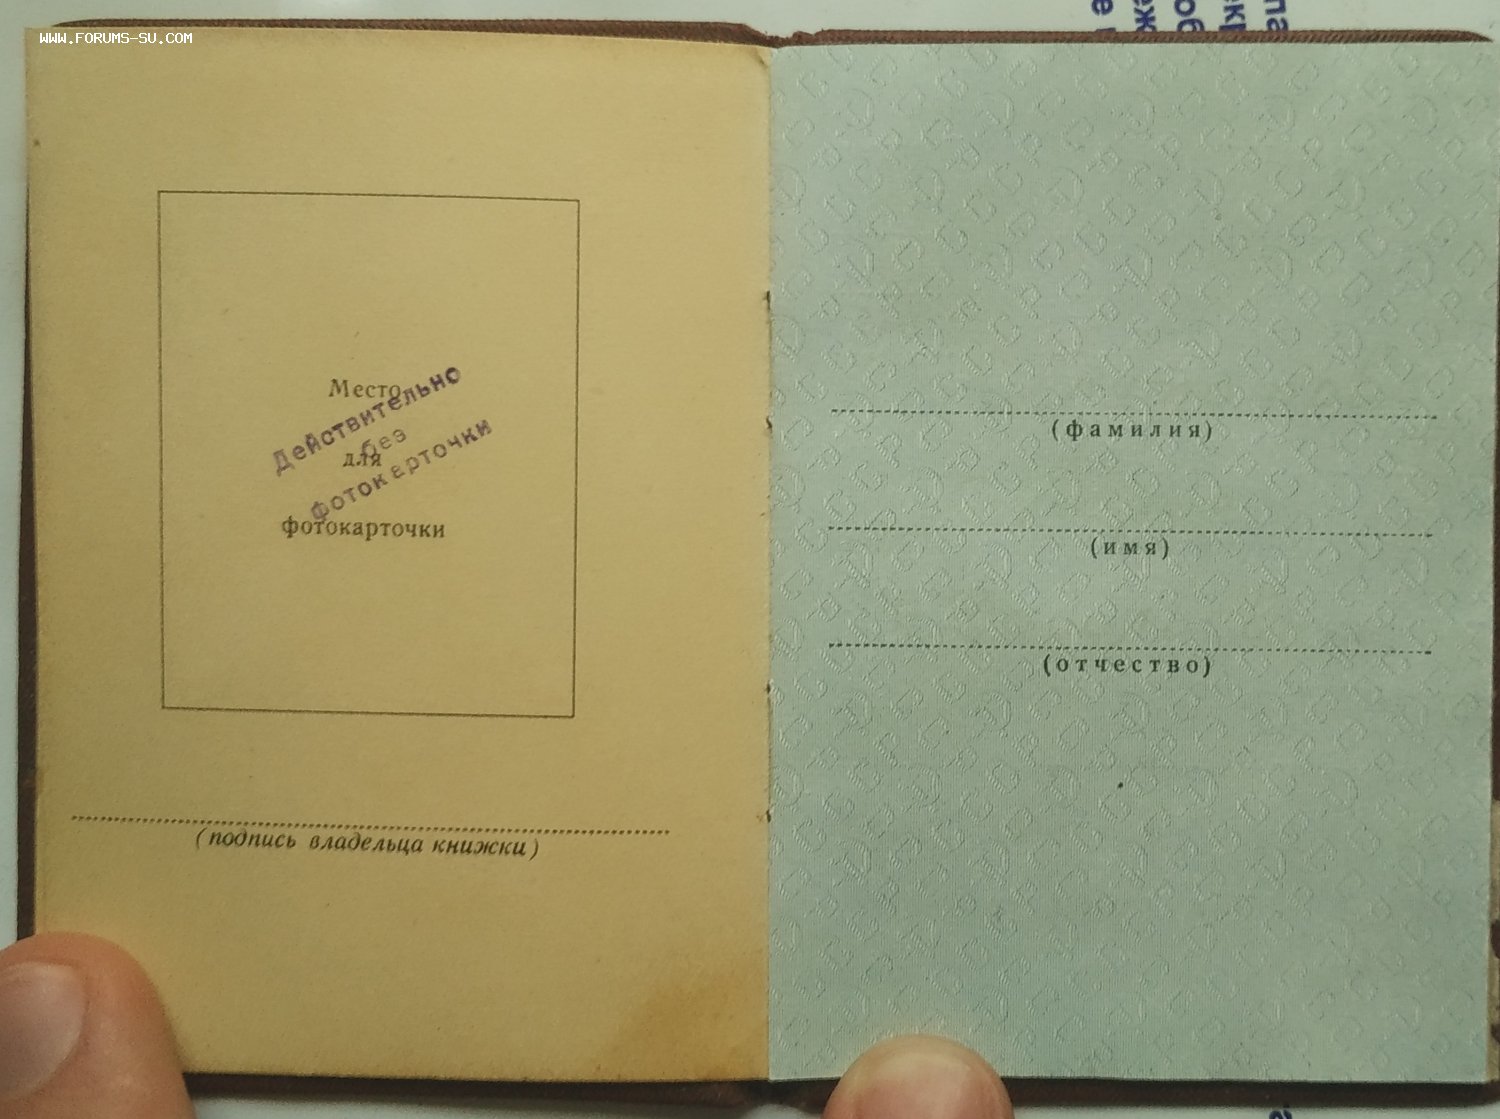 WWW.FORUMS-SU.COM
Место
для
фотокарточки
Действительно
без
фотокарточки
(подпись владельца книжки)
(фамилия)
(имя)
(отчество)